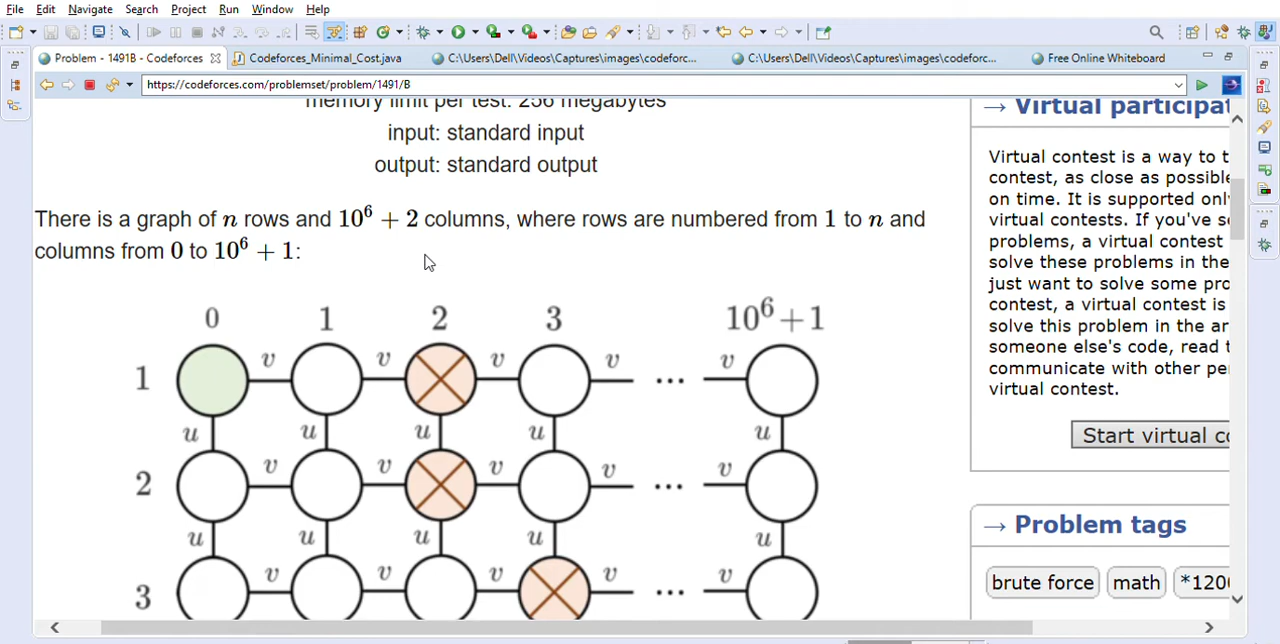 File Edit Navigate Search Project Run Window Help
Problem - 1491B - Codeforces Codeforces_Minimal_Cost.java C:\Users\Dell\Videos\Captures\images\codeforc... C:\Users\Dell\Videos\Captures\images\codeforc... Free Online Whiteboard
https://codeforces.com/problemset/problem/1491/B
memory limit per test: 256 megabytes
input: standard input
output: standard output
There is a graph of n rows and 10⁶ + 2 columns, where rows are numbered from 1 to n and
columns from 0 to 10⁶ + 1:
0 1 2 3 10⁶+1
v v v v v
1 ...
u u u u u
v v v v v
2 ...
u u u u u
v v v v v
3 ...
→ Virtual participat
Virtual contest is a way to t
contest, as close as possible
on time. It is supported onl
virtual contests. If you've s
problems, a virtual contest
solve these problems in the
just want to solve some pro
contest, a virtual contest is
solve this problem in the ar
someone else's code, read t
communicate with other pe
virtual contest.
Start virtual co
→ Problem tags
brute force math *120